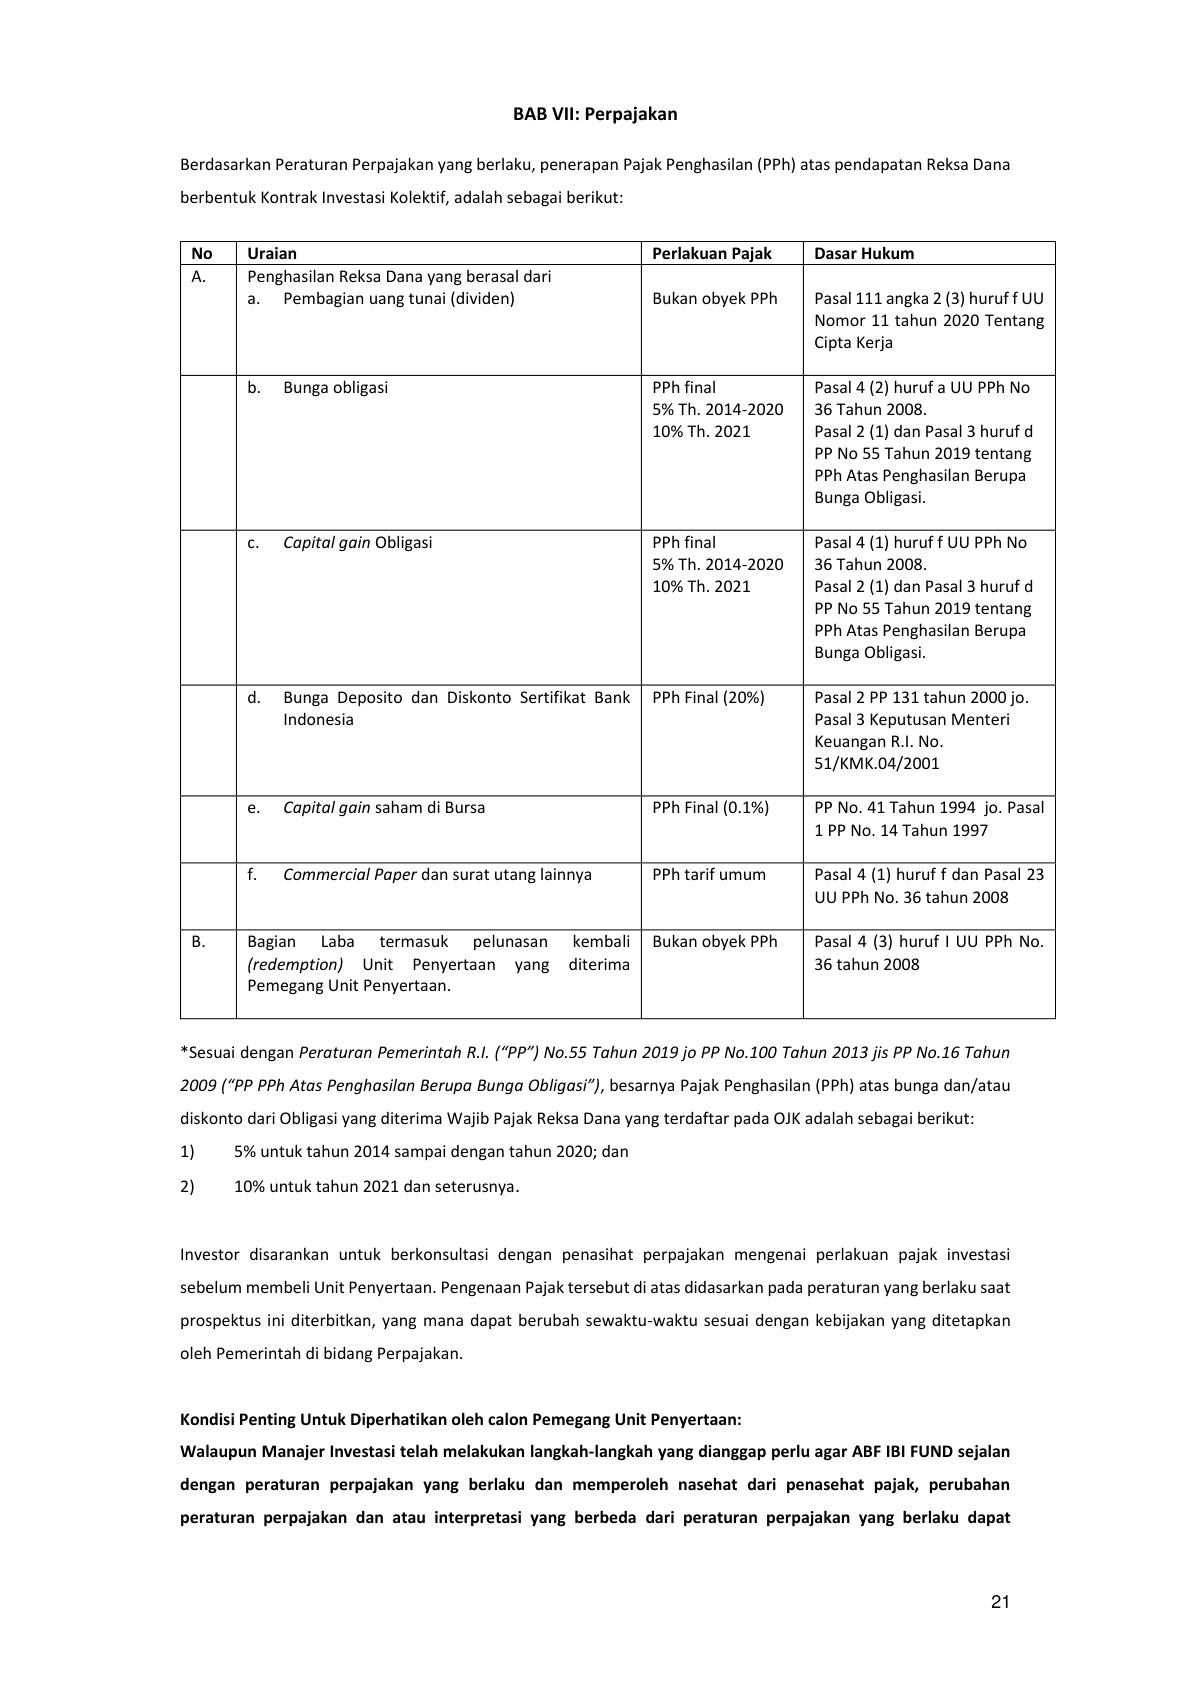 BAB VII: Perpajakan
Berdasarkan Peraturan Perpajakan yang berlaku, penerapan Pajak Penghasilan (PPh) atas pendapatan Reksa Dana
berbentuk Kontrak Investasi Kolektif, adalah sebagai berikut:
No Uraian Perlakuan Pajak Dasar Hukum
A. Penghasilan Reksa Dana yang berasal dari
a. Pembagian uang tunai (dividen) Bukan obyek PPh Pasal 111 angka 2 (3) huruf f UU
Nomor 11 tahun 2020 Tentang
Cipta Kerja
b. Bunga obligasi PPh final Pasal 4 (2) huruf a UU PPh No
5% Th. 2014-2020 36 Tahun 2008.
10% Th. 2021 Pasal 2 (1) dan Pasal 3 huruf d
PP No 55 Tahun 2019 tentang
PPh Atas Penghasilan Berupa
Bunga Obligasi.
c. Capital gain Obligasi PPh final Pasal 4 (1) huruf f UU PPh No
5% Th. 2014-2020 36 Tahun 2008.
10% Th. 2021 Pasal 2 (1) dan Pasal 3 huruf d
PP No 55 Tahun 2019 tentang
PPh Atas Penghasilan Berupa
Bunga Obligasi.
d. Bunga Deposito dan Diskonto Sertifikat Bank PPh Final (20%) Pasal 2 PP 131 tahun 2000 jo.
Indonesia Pasal 3 Keputusan Menteri
Keuangan R.I. No.
51/KMK.04/2001
e. Capital gain saham di Bursa PPh Final (0.1%) PP No. 41 Tahun 1994 jo. Pasal
1 PP No. 14 Tahun 1997
f. Commercial Paper dan surat utang lainnya PPh tarif umum Pasal 4 (1) huruf f dan Pasal 23
UU PPh No. 36 tahun 2008
B. Bagian Laba termasuk pelunasan kembali Bukan obyek PPh Pasal 4 (3) huruf I UU PPh No.
(redemption) Unit Penyertaan yang diterima 36 tahun 2008
Pemegang Unit Penyertaan.
*Sesuai dengan Peraturan Pemerintah R.I. (“PP”) No.55 Tahun 2019 jo PP No.100 Tahun 2013 jis PP No.16 Tahun
2009 (“PP PPh Atas Penghasilan Berupa Bunga Obligasi”), besarnya Pajak Penghasilan (PPh) atas bunga dan/atau
diskonto dari Obligasi yang diterima Wajib Pajak Reksa Dana yang terdaftar pada OJK adalah sebagai berikut:
1) 5% untuk tahun 2014 sampai dengan tahun 2020; dan
2) 10% untuk tahun 2021 dan seterusnya.
Investor disarankan untuk berkonsultasi dengan penasihat perpajakan mengenai perlakuan pajak investasi
sebelum membeli Unit Penyertaan. Pengenaan Pajak tersebut di atas didasarkan pada peraturan yang berlaku saat
prospektus ini diterbitkan, yang mana dapat berubah sewaktu-waktu sesuai dengan kebijakan yang ditetapkan
oleh Pemerintah di bidang Perpajakan.
Kondisi Penting Untuk Diperhatikan oleh calon Pemegang Unit Penyertaan:
Walaupun Manajer Investasi telah melakukan langkah-langkah yang dianggap perlu agar ABF IBI FUND sejalan
dengan peraturan perpajakan yang berlaku dan memperoleh nasehat dari penasehat pajak, perubahan
peraturan perpajakan dan atau interpretasi yang berbeda dari peraturan perpajakan yang berlaku dapat
21